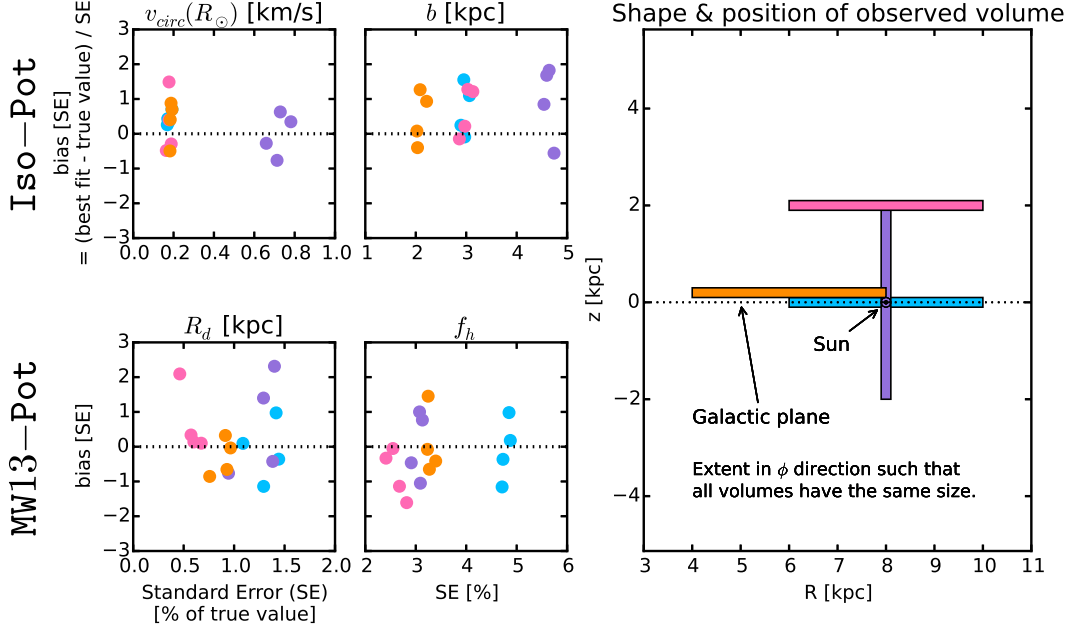 v_circ(R_☉) [km/s]
b [kpc]
Shape & position of observed volume
Iso-Pot
bias [SE]
= (best fit - true value) / SE
3
2
1
0
−1
−2
−3
0.0 0.2 0.4 0.6 0.8 1.0
1 2 3 4 5
R_d [kpc]
f_h
MW13-Pot
bias [SE]
3
2
1
0
−1
−2
−3
0.0 0.5 1.0 1.5 2.0
2 3 4 5 6
Standard Error (SE)
[% of true value]
SE [%]
z [kpc]
4
2
0
−2
−4
Sun
Galactic plane
Extent in ϕ direction such that
all volumes have the same size.
3 4 5 6 7 8 9 10 11
R [kpc]